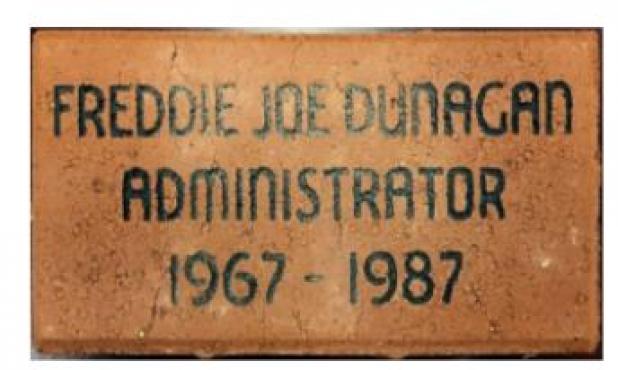 FREDDIE JOE DUNAGAN
ADMINISTRATOR
1967 - 1987